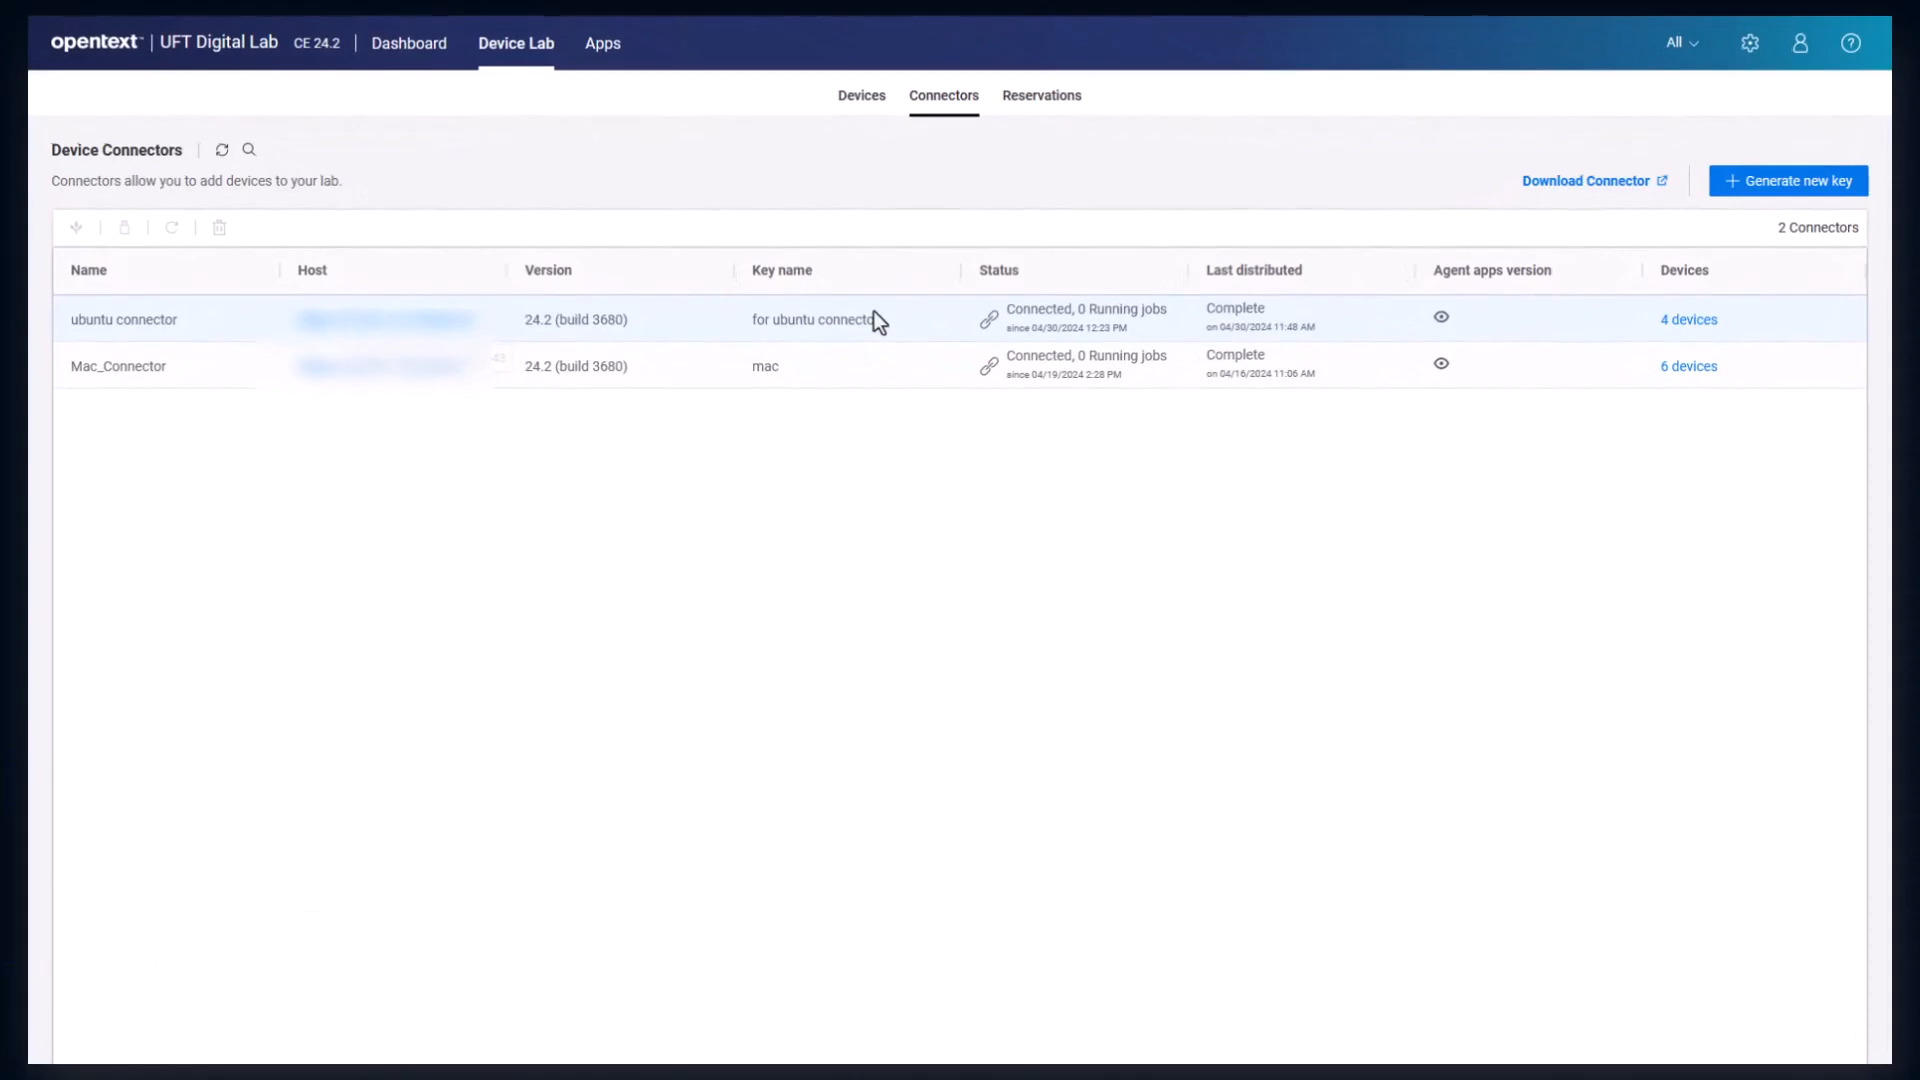 opentext™ | UFT Digital Lab CE 24.2 | Dashboard Device Lab Apps All
Devices Connectors Reservations
Device Connectors
Connectors allow you to add devices to your lab.
Download Connector + Generate new key
2 Connectors
Name Host Version Key name Status Last distributed Agent apps version Devices
ubuntu connector 24.2 (build 3680) for ubuntu connecto Connected, 0 Running jobs Complete 4 devices
since 04/30/2024 12:23 PM on 04/30/2024 11:48 AM
Mac_Connector 24.2 (build 3680) mac Connected, 0 Running jobs Complete 6 devices
since 04/19/2024 2:28 PM on 04/16/2024 11:06 AM